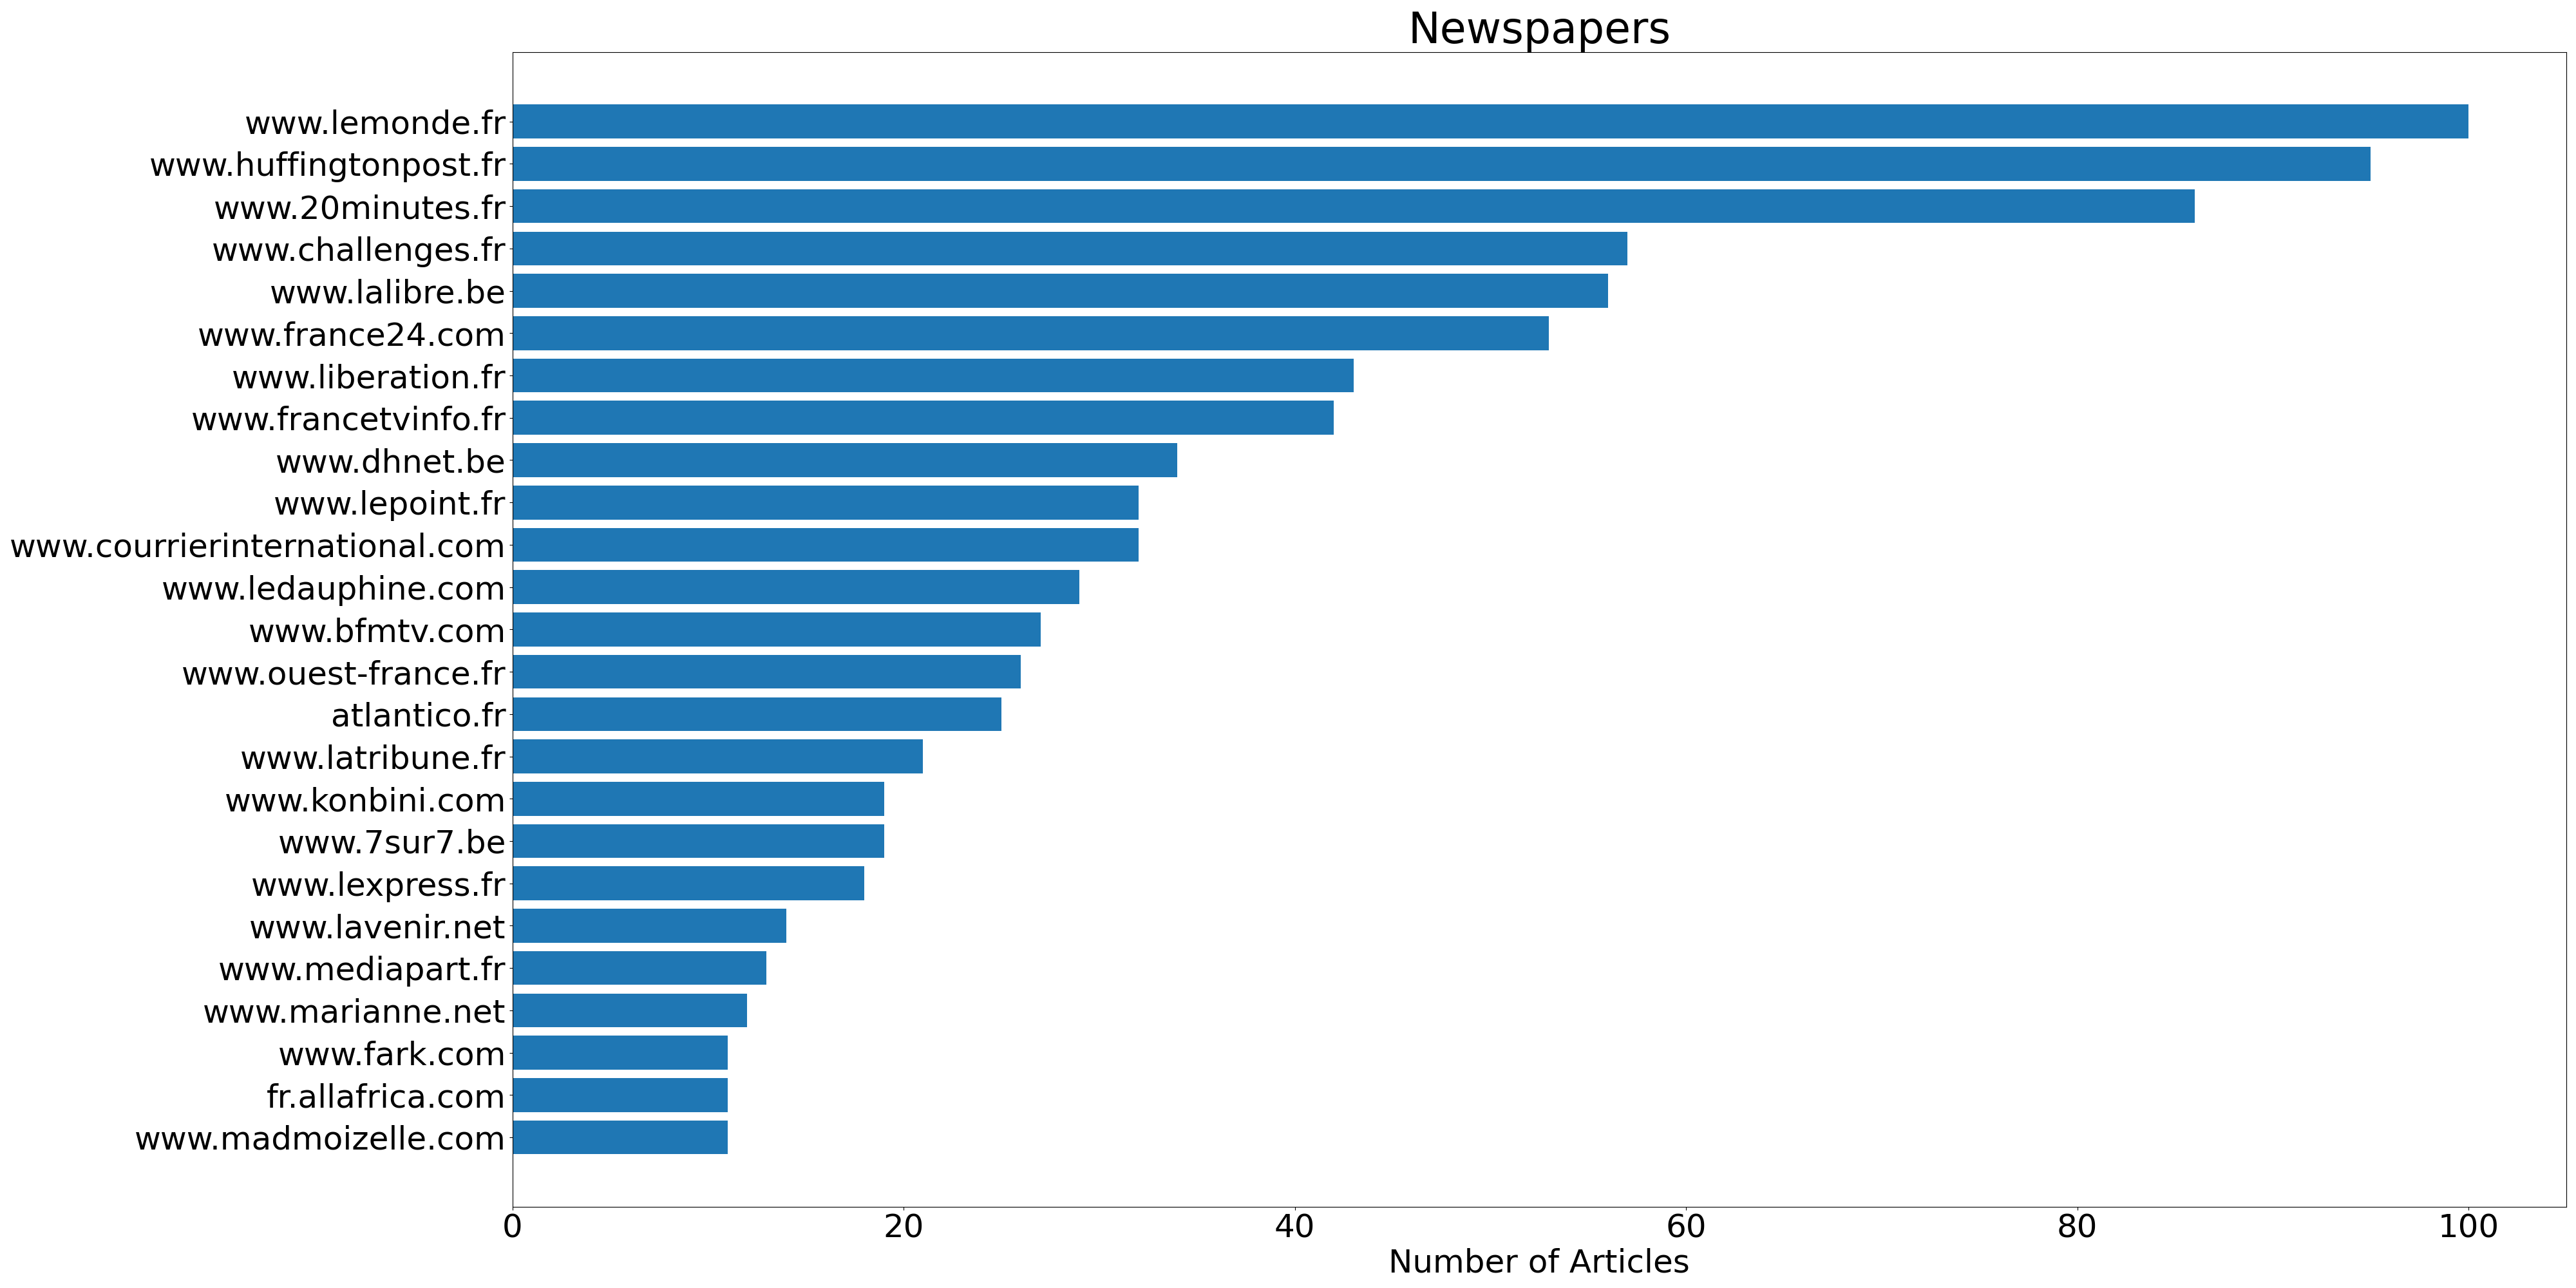 Newspapers
www.lemonde.fr
www.huffingtonpost.fr
www.20minutes.fr
www.challenges.fr
www.lalibre.be
www.france24.com
www.liberation.fr
www.francetvinfo.fr
www.dhnet.be
www.lepoint.fr
www.courrierinternational.com
www.ledauphine.com
www.bfmtv.com
www.ouest-france.fr
atlantico.fr
www.latribune.fr
www.konbini.com
www.7sur7.be
www.lexpress.fr
www.lavenir.net
www.mediapart.fr
www.marianne.net
www.fark.com
fr.allafrica.com
www.madmoizelle.com
0 20 40 60 80 100
Number of Articles